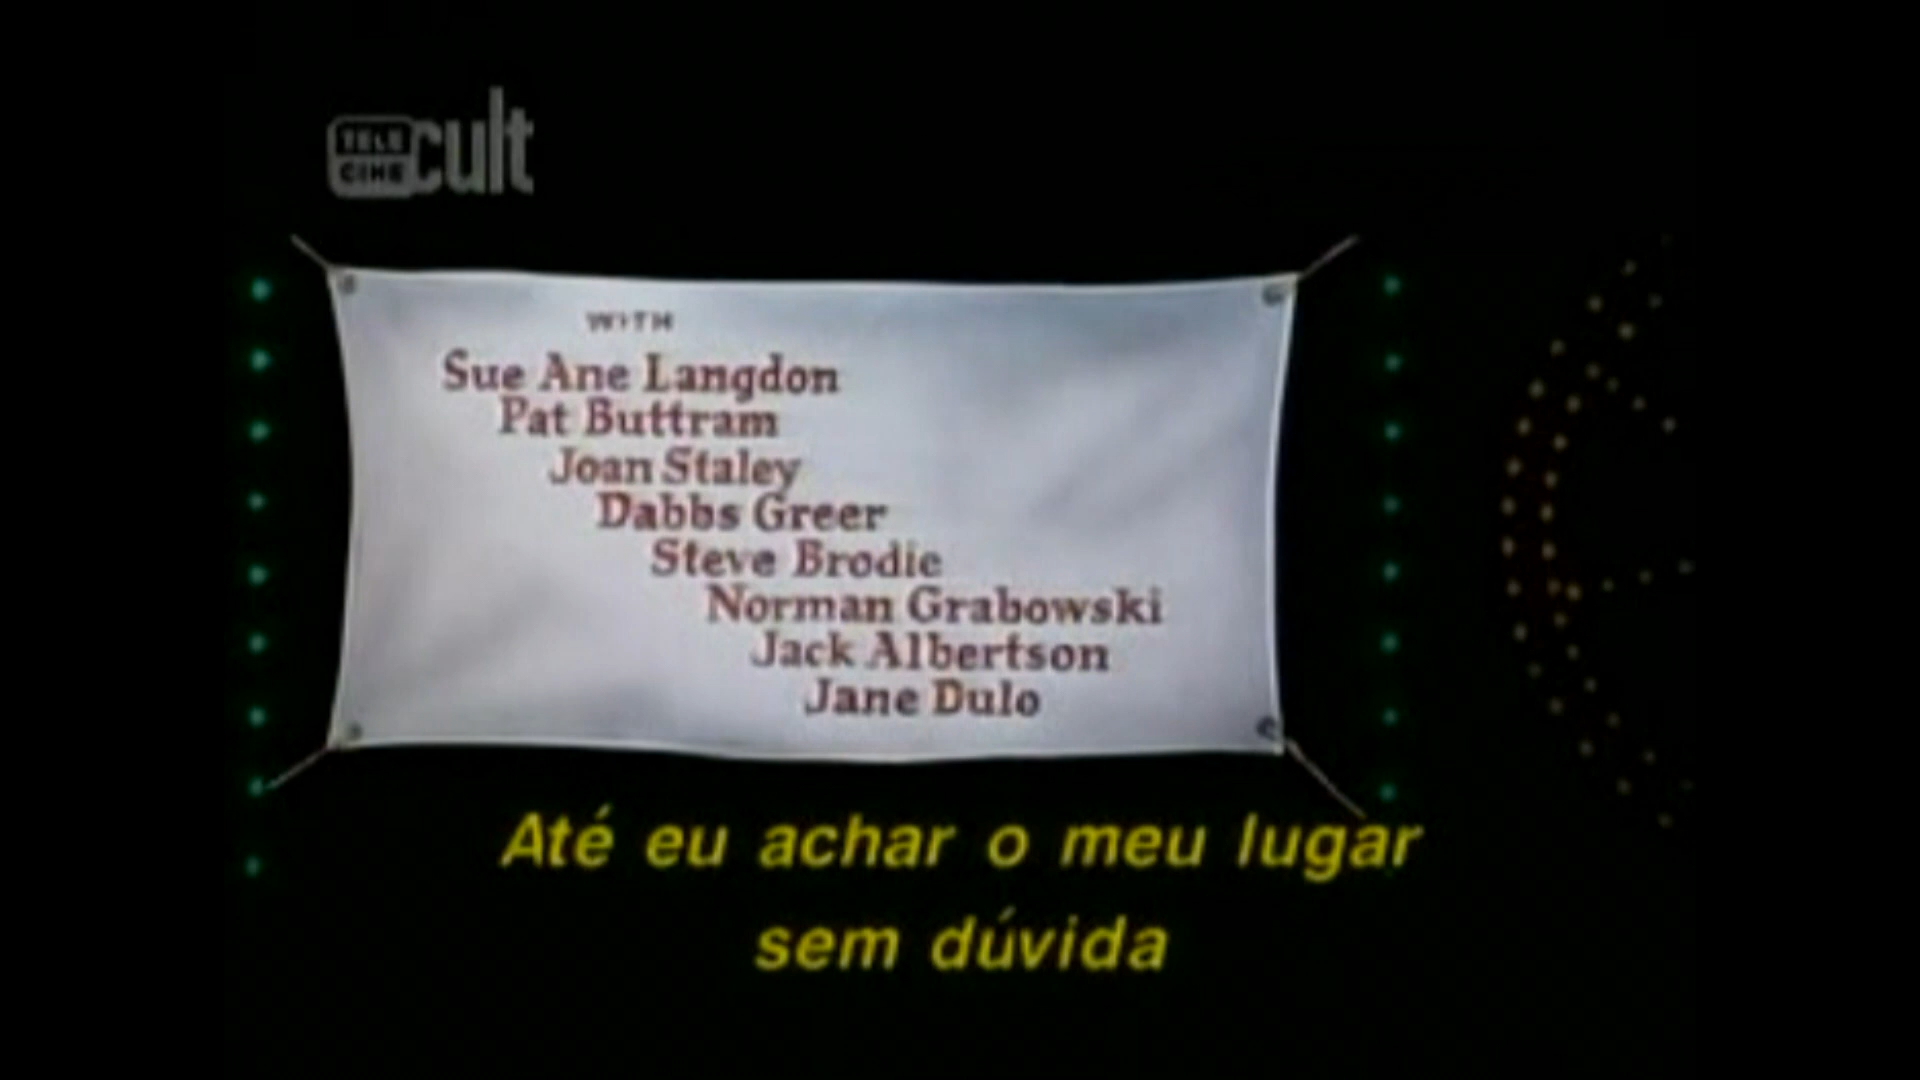 TELE
CINE cult
WITH
Sue Ane Langdon
Pat Buttram
Joan Staley
Dabbs Greer
Steve Brodie
Norman Grabowski
Jack Albertson
Jane Dulo
Até eu achar o meu lugar
sem dúvida